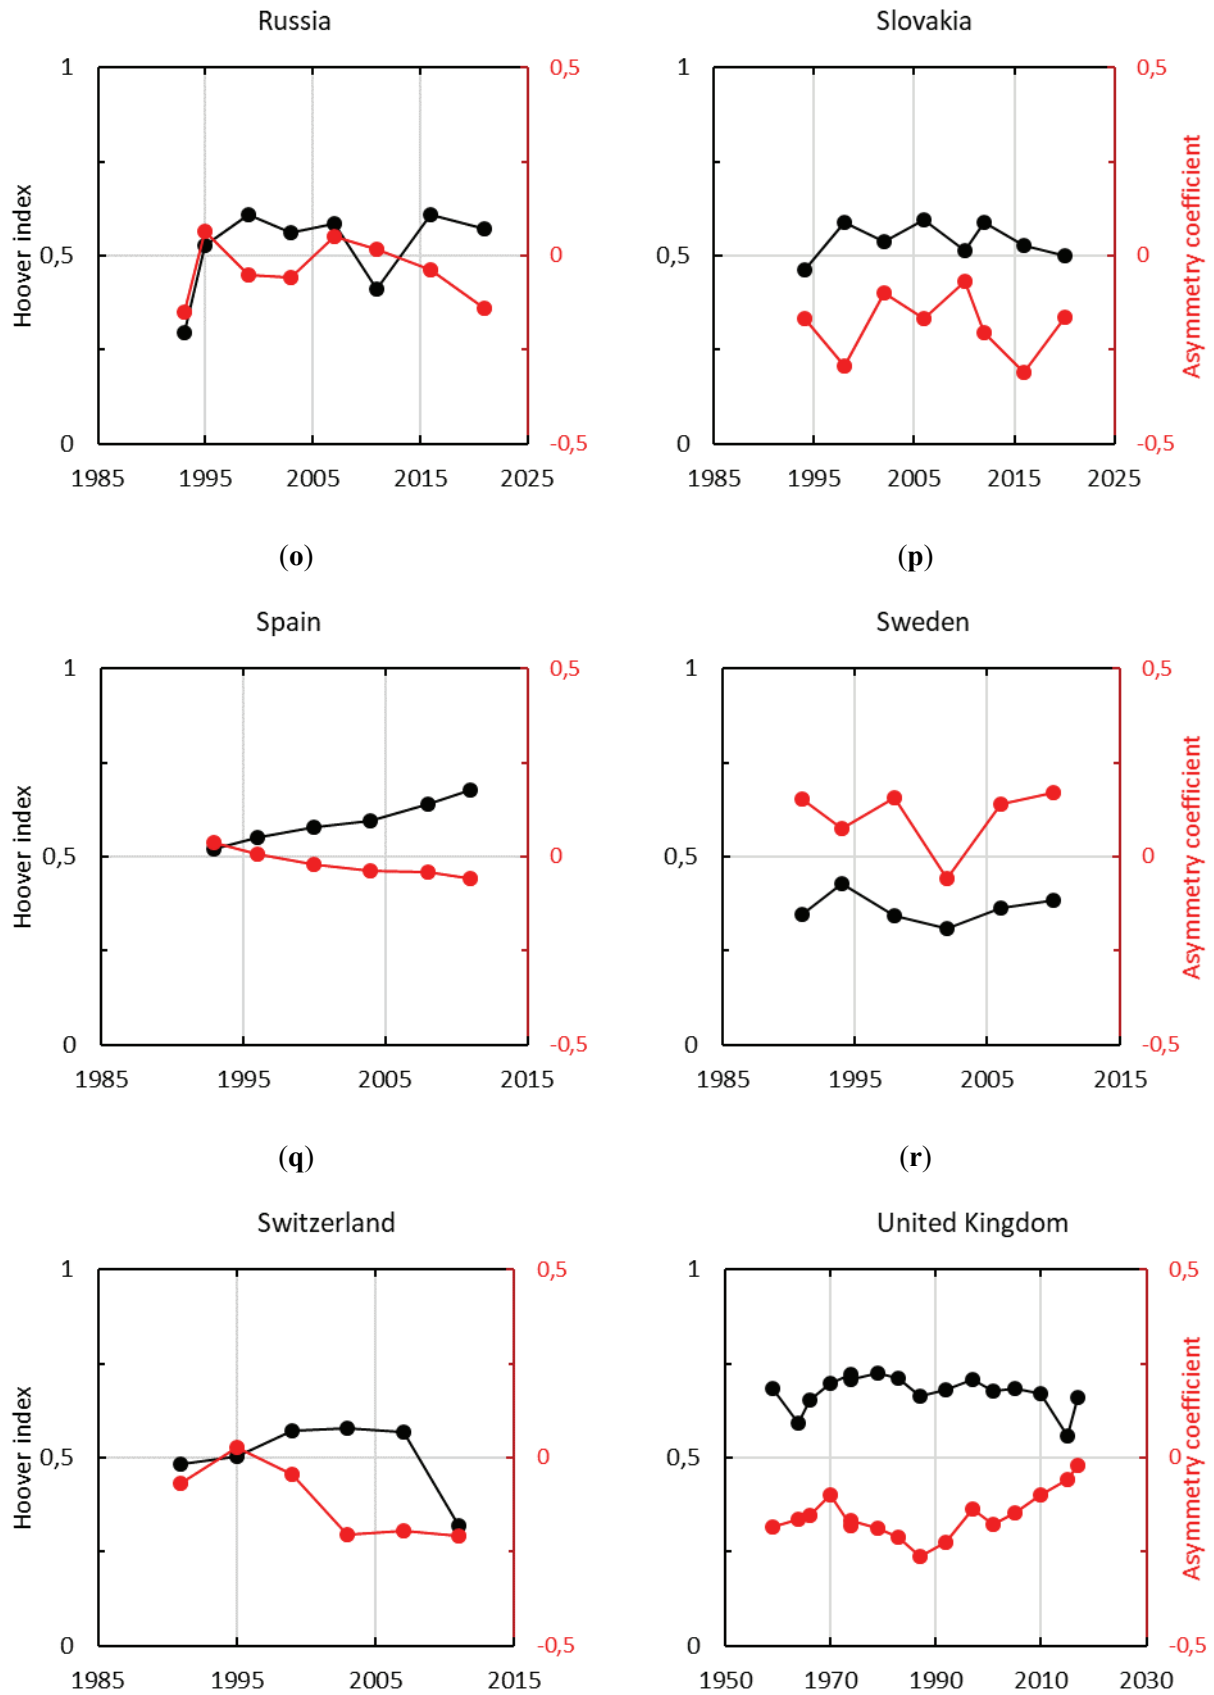 Russia
Slovakia
1
0,5
1
0,5
Hoover index
0,5
0
0,5
0
Asymmetry coefficient
0
-0,5
0
-0,5
1985 1995 2005 2015 2025
1985 1995 2005 2015 2025
(o)
(p)
Spain
Sweden
1
0,5
1
0,5
Hoover index
0,5
0
0,5
0
Asymmetry coefficient
0
-0,5
0
-0,5
1985 1995 2005 2015
1985 1995 2005 2015
(q)
(r)
Switzerland
United Kingdom
1
0,5
1
0,5
Hoover index
0,5
0
0,5
0
Asymmetry coefficient
0
-0,5
0
-0,5
1985 1995 2005 2015
1950 1970 1990 2010 2030